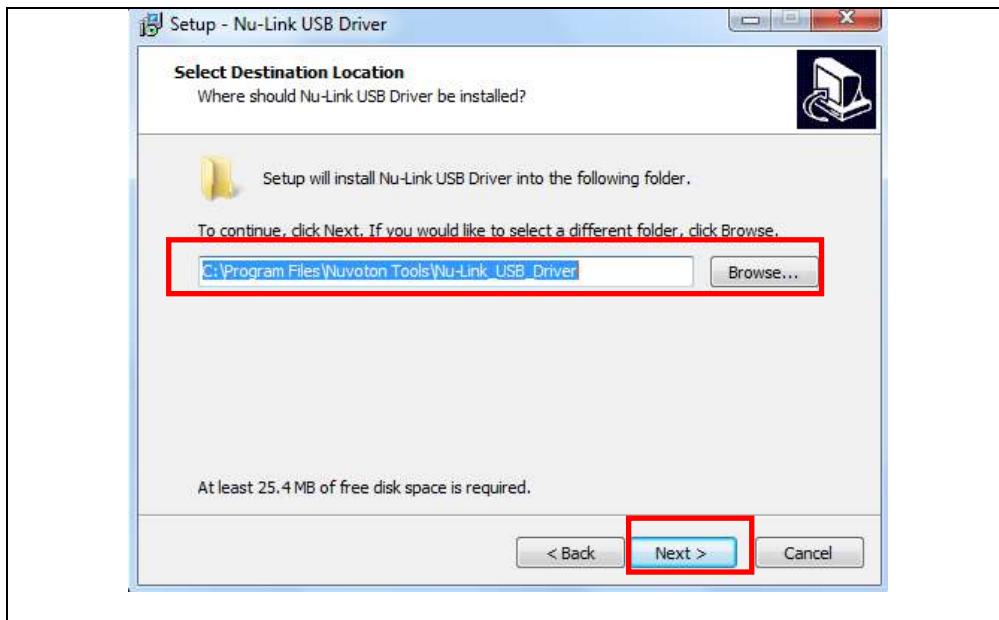 Setup - Nu-Link USB Driver
Select Destination Location
Where should Nu-Link USB Driver be installed?
Setup will install Nu-Link USB Driver into the following folder.
To continue, click Next. If you would like to select a different folder, click Browse.
C:\Program Files\Nuvoton Tools\Nu-Link_USB_Driver
Browse...
At least 25.4 MB of free disk space is required.
< Back Next > Cancel